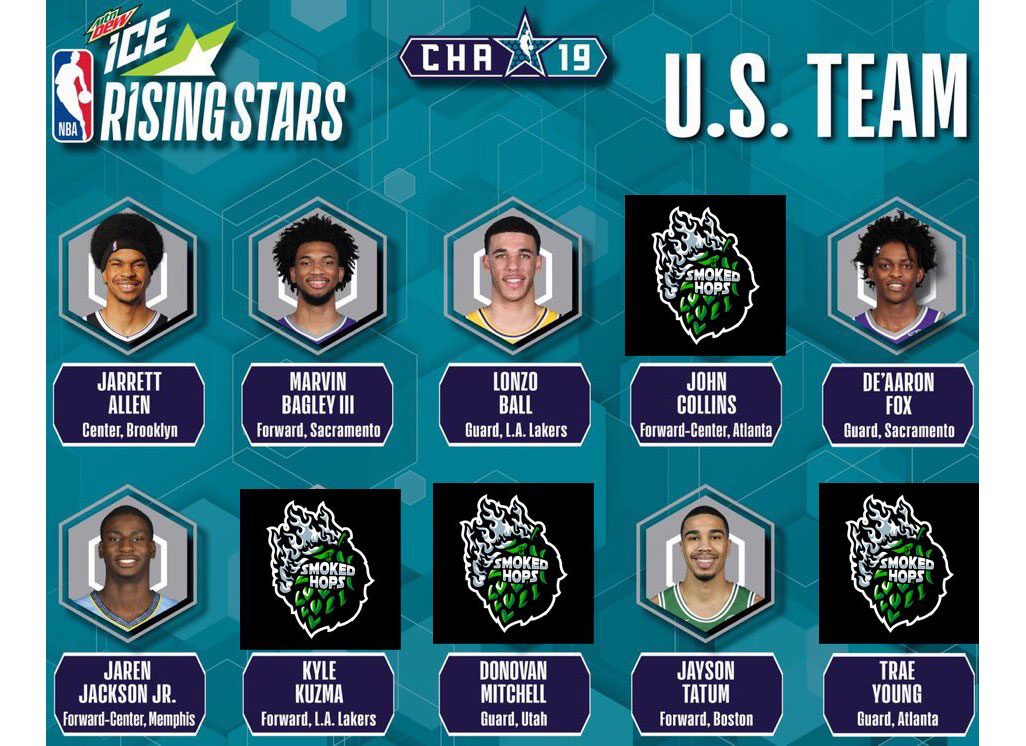 mtn DEW
iCE
RiSiNG STARS
NBA
CHA 19
U.S. TEAM
SMOKED
HOPS
JARRETT
ALLEN
Center, Brooklyn
MARVIN
BAGLEY III
Forward, Sacramento
LONZO
BALL
Guard, L.A. Lakers
JOHN
COLLINS
Forward-Center, Atlanta
DE'AARON
FOX
Guard, Sacramento
SMOKED
HOPS
SMOKED
HOPS
SMOKED
HOPS
JAREN
JACKSON JR.
Forward-Center, Memphis
KYLE
KUZMA
Forward, L.A. Lakers
DONOVAN
MITCHELL
Guard, Utah
JAYSON
TATUM
Forward, Boston
TRAE
YOUNG
Guard, Atlanta